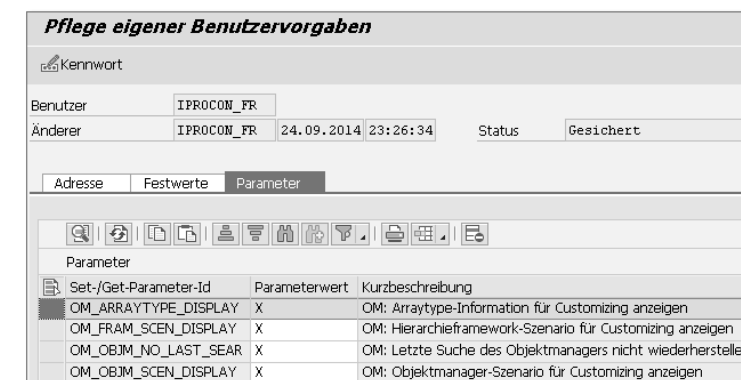 Pflege eigener Benutzervorgaben
Kennwort
Benutzer IPROCON_FR
Änderer IPROCON_FR 24.09.2014 23:26:34 Status Gesichert
Adresse Festwerte Parameter
Parameter
Set-/Get-Parameter-Id Parameterwert Kurzbeschreibung
OM_ARRAYTYPE_DISPLAY X OM: Arraytype-Information für Customizing anzeigen
OM_FRAM_SCEN_DISPLAY X OM: Hierarchieframework-Szenario für Customizing anzeigen
OM_OBJM_NO_LAST_SEAR X OM: Letzte Suche des Objektmanagers nicht wiederherstelle
OM_OBJM_SCEN_DISPLAY X OM: Objektmanager-Szenario für Customizing anzeigen